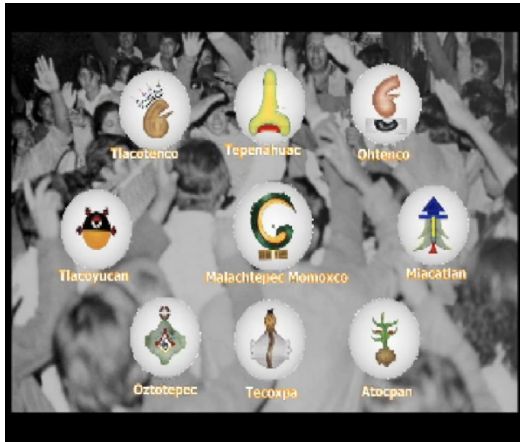 Tlacotenco
Tepenahuac
Ohtenco
Tlacoyucan
Malachtepec Momoxco
Miacatlan
Oztotepec
Tecoxpa
Atocpan